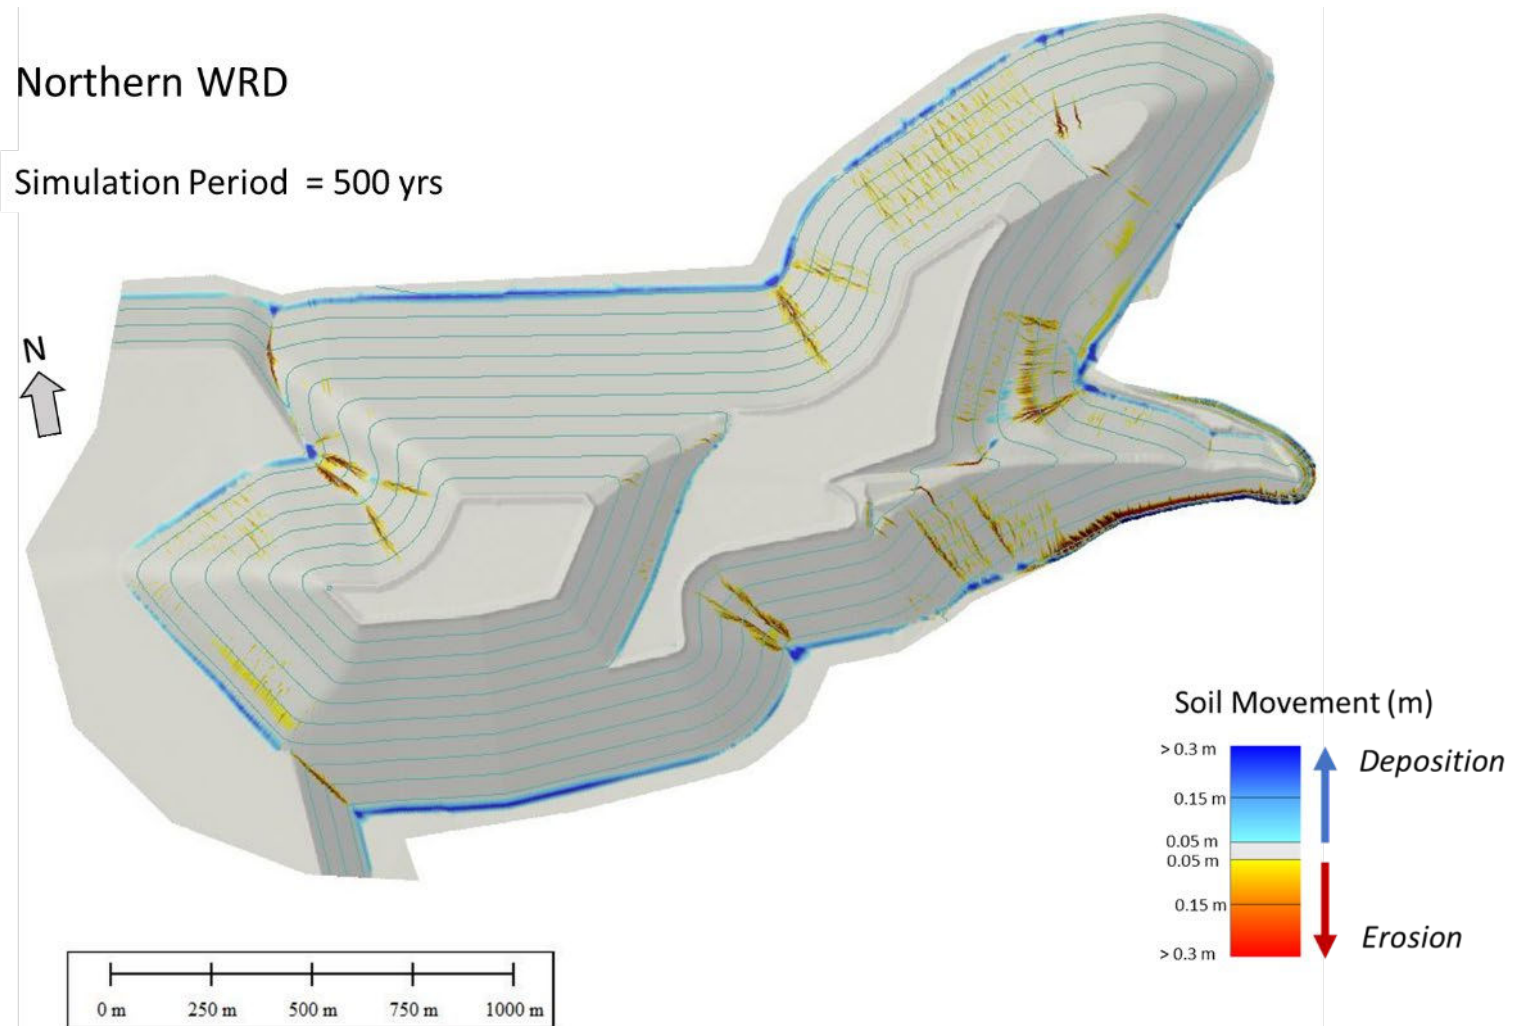 Northern WRD
Simulation Period = 500 yrs
N
Soil Movement (m)
> 0.3 m
Deposition
0.15 m
0.05 m
0.05 m
0.15 m
Erosion
> 0.3 m
0 m 250 m 500 m 750 m 1000 m